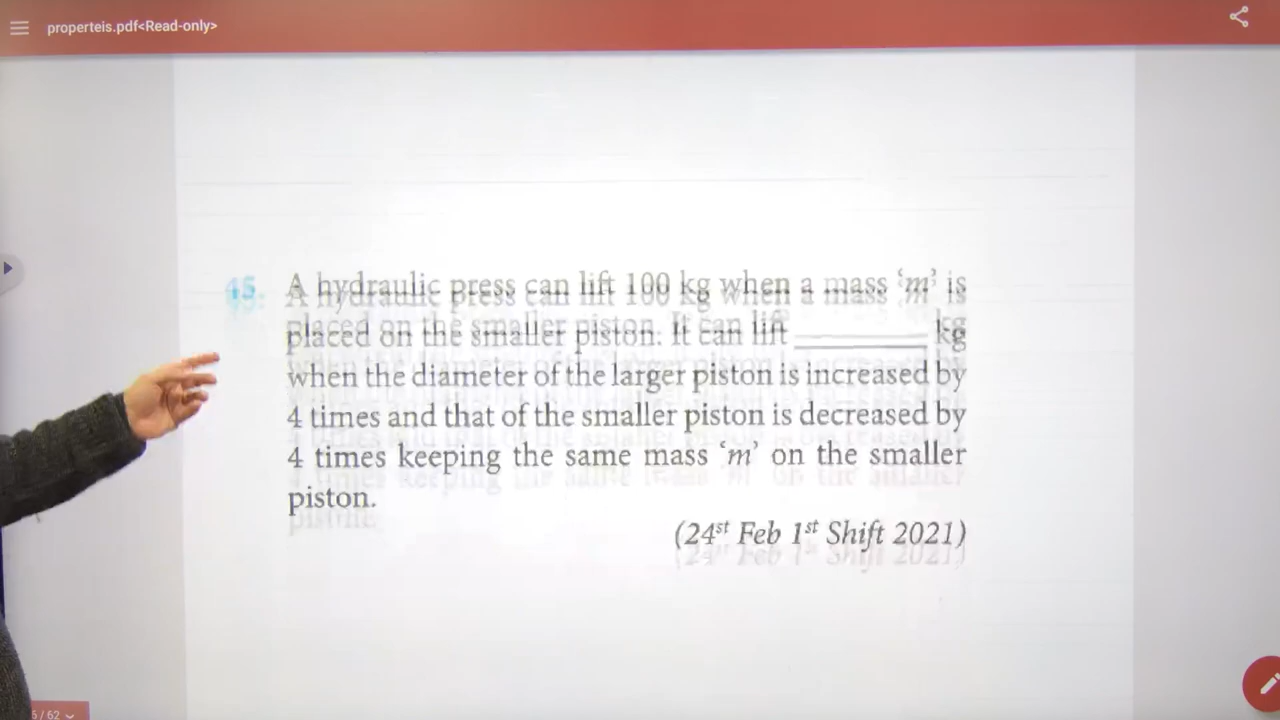 properteis.pdf<Read-only>
45. A hydraulic press can lift 100 kg when a mass ‘m’ is
placed on the smaller piston. It can lift ________ kg
when the diameter of the larger piston is increased by
4 times and that of the smaller piston is decreased by
4 times keeping the same mass ‘m’ on the smaller
piston.
(24st Feb 1st Shift 2021)
/ 62